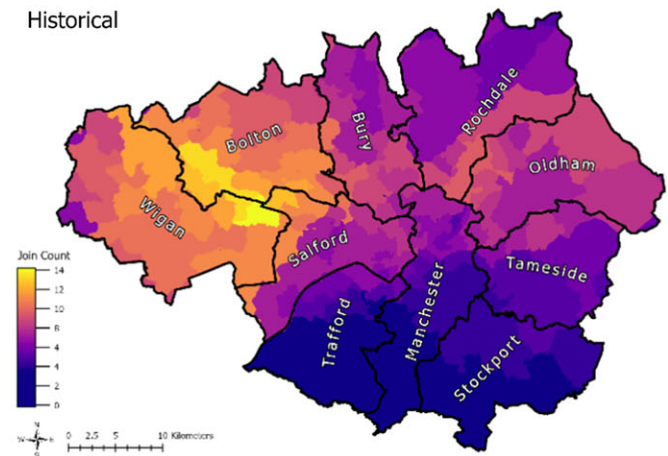 Historical
Rochdale
Bury
Bolton
Oldham
Wigan
Salford
Tameside
Manchester
Trafford
Stockport
Join Count
14
12
10
8
6
4
2
0
N
W E
S
0 2.5 5 10 Kilometers